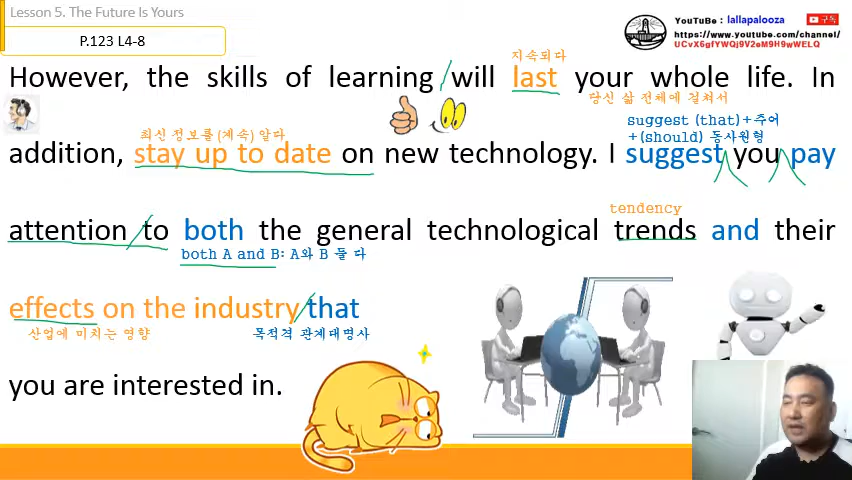 Lesson 5. The Future Is Yours
P.123 L4-8
YouTuBe : lallapalooza 구독
https://www.youtube.com/channel/
UCvX6gfYWQj9V2eM9H9wWELQ
지속되다
However, the skills of learning will last your whole life. In
당신 삶 전체에 걸쳐서
suggest (that)+주어
+(should) 동사원형
최신 정보를 (계속) 알다
addition, stay up to date on new technology. I suggest you pay
tendency
attention to both the general technological trends and their
both A and B: A와 B 둘 다
effects on the industry that
산업에 미치는 영향 목적격 관계대명사
you are interested in.